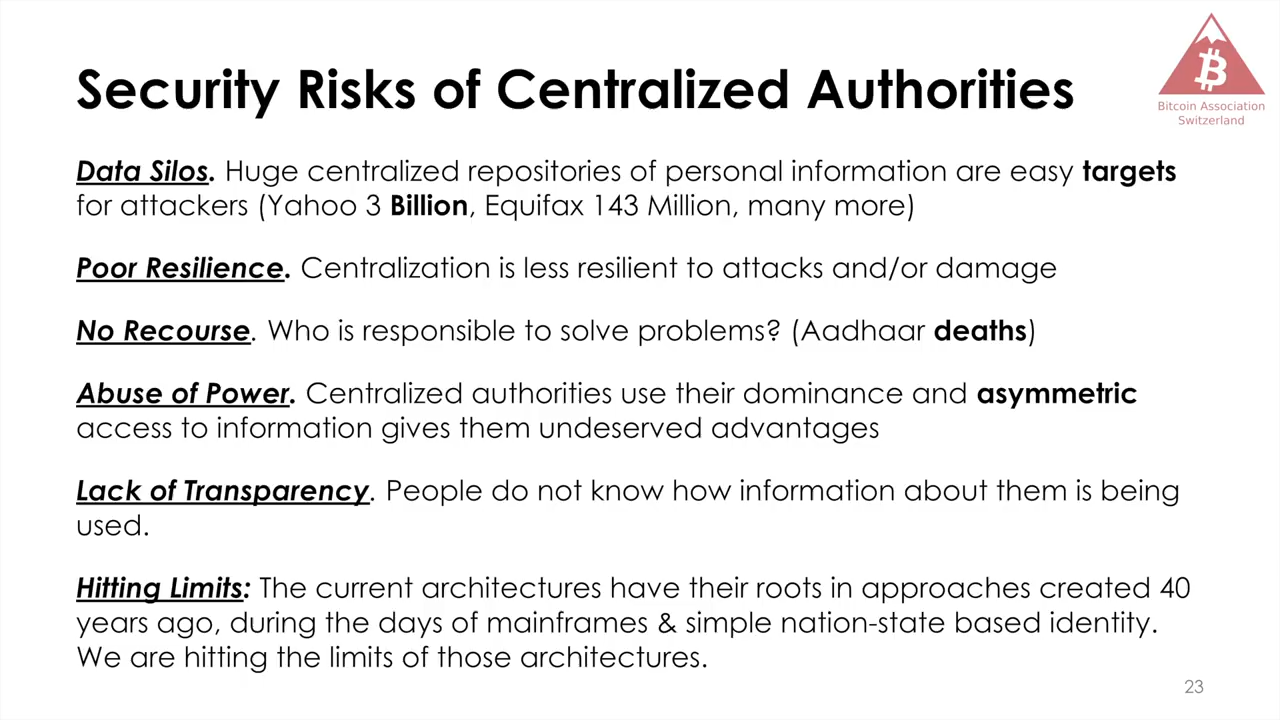 Security Risks of Centralized Authorities
Bitcoin Association
Switzerland
Data Silos. Huge centralized repositories of personal information are easy targets
for attackers (Yahoo 3 Billion, Equifax 143 Million, many more)
Poor Resilience. Centralization is less resilient to attacks and/or damage
No Recourse. Who is responsible to solve problems? (Aadhaar deaths)
Abuse of Power. Centralized authorities use their dominance and asymmetric
access to information gives them undeserved advantages
Lack of Transparency. People do not know how information about them is being
used.
Hitting Limits: The current architectures have their roots in approaches created 40
years ago, during the days of mainframes & simple nation-state based identity.
We are hitting the limits of those architectures.
23